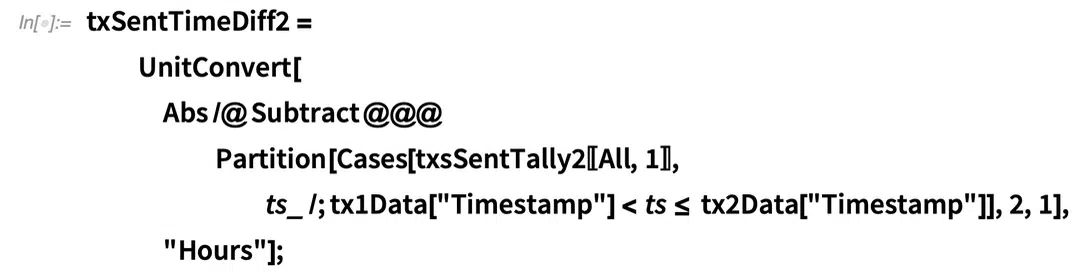 In[◦]:= txSentTimeDiff2 =
UnitConvert[
Abs /@ Subtract @@@
Partition[Cases[txsSentTally2〚All, 1〛,
ts_ /; tx1Data["Timestamp"] < ts ≤ tx2Data["Timestamp"]], 2, 1],
"Hours"];